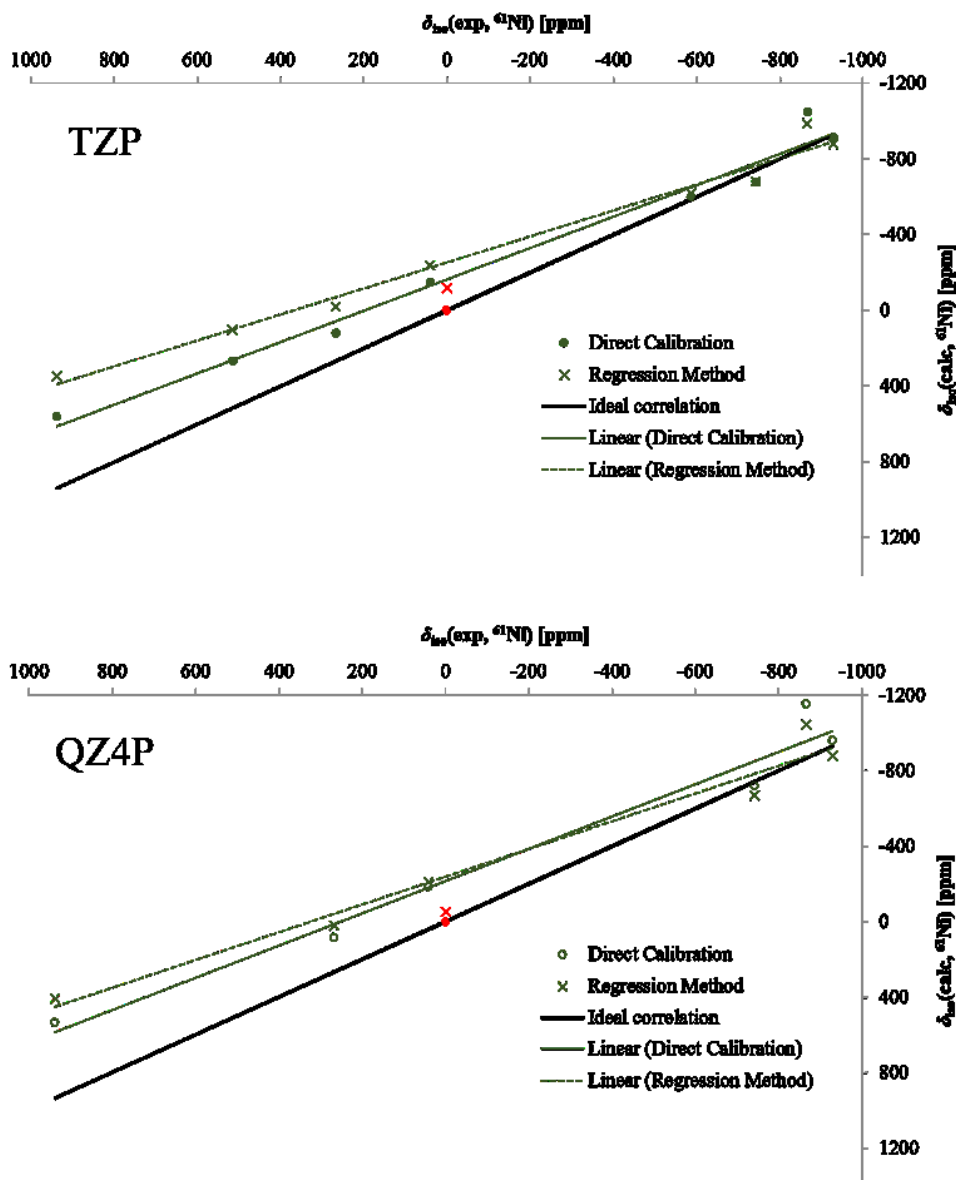 δiso(exp, 61Ni) [ppm]
1000 800 600 400 200 0 -200 -400 -600 -800 -1000
TZP
-1200
-800
-400
0
400
800
1200
δiso(calc, 61Ni) [ppm]
Direct Calibration
Regression Method
Ideal correlation
Linear (Direct Calibration)
Linear (Regression Method)
δiso(exp, 61Ni) [ppm]
1000 800 600 400 200 0 -200 -400 -600 -800 -1000
QZ4P
-1200
-800
-400
0
400
800
1200
δiso(calc, 61Ni) [ppm]
Direct Calibration
Regression Method
Ideal correlation
Linear (Direct Calibration)
Linear (Regression Method)